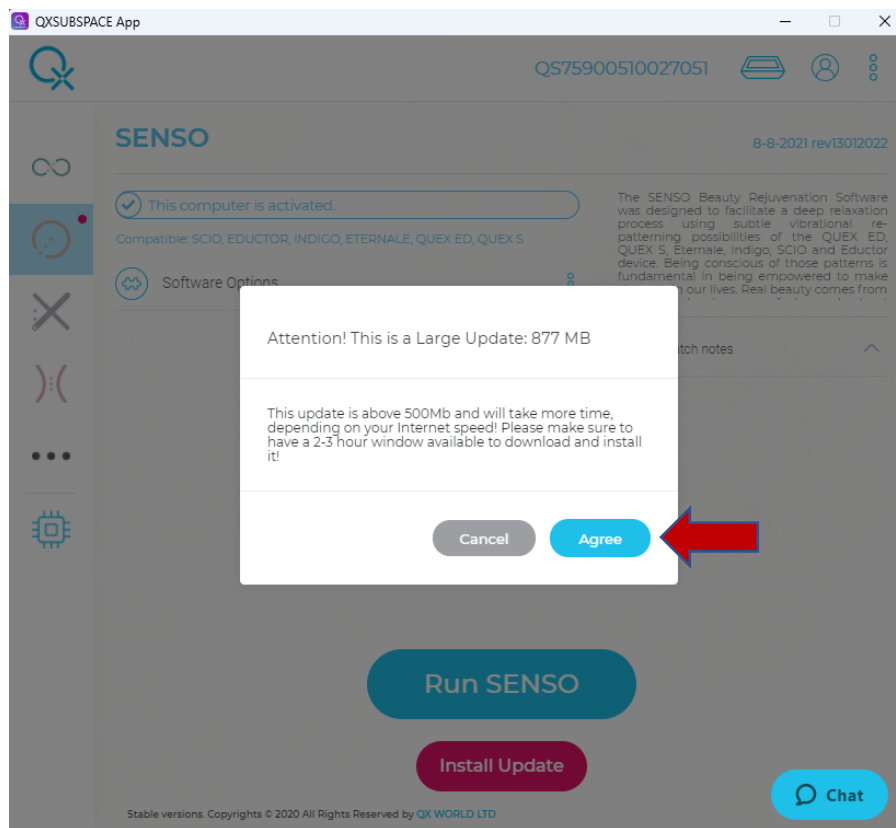 QXSUBSPACE App
QS75900510027051
SENSO
8-8-2021 rev13012022
This computer is activated.
Compatible: SCIO, EDUCTOR, INDIGO, ETERNALE, QUEX ED, QUEX S
Software Options
The SENSO Beauty Rejuvenation Software
was designed to facilitate a deep relaxation
process using subtle vibrational re-
patterning possibilities of the QUEX ED,
QUEX S, Eternale, Indigo, SCIO and Eductor
device. Being conscious of those patterns is
fundamental in being empowered to make
in our lives. Real beauty comes from
tch notes
Attention! This is a Large Update: 877 MB
This update is above 500Mb and will take more time,
depending on your Internet speed! Please make sure to
have a 2-3 hour window available to download and install
it!
Cancel
Agree
Run SENSO
Install Update
Chat
Stable versions. Copyrights © 2020 All Rights Reserved by QX WORLD LTD